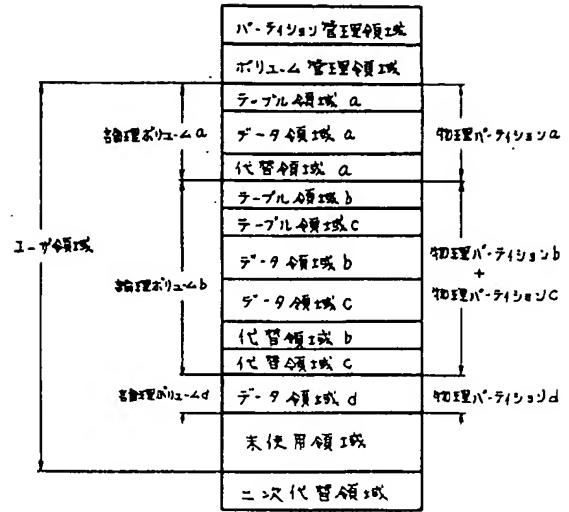 パーティション管理領域
ボリューム管理領域
テーブル領域 a
論理ボリュームa
データ領域 a
物理パーティションa
代替領域 a
テーブル領域 b
テーブル領域 c
ユーザ領域
データ領域 b
物理パーティションb
+
物理パーティションc
論理ボリュームb
データ領域 c
代替領域 b
代替領域 c
論理ボリュームd
データ領域 d
物理パーティションd
未使用領域
二次代替領域